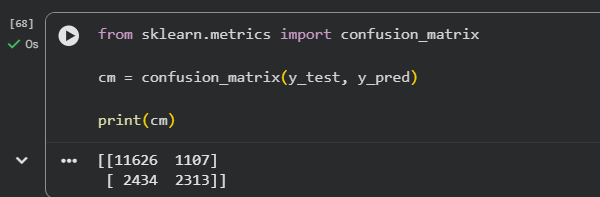 [68]
0s
from sklearn.metrics import confusion_matrix
cm = confusion_matrix(y_test, y_pred)
print(cm)
[[11626 1107]
[ 2434 2313]]